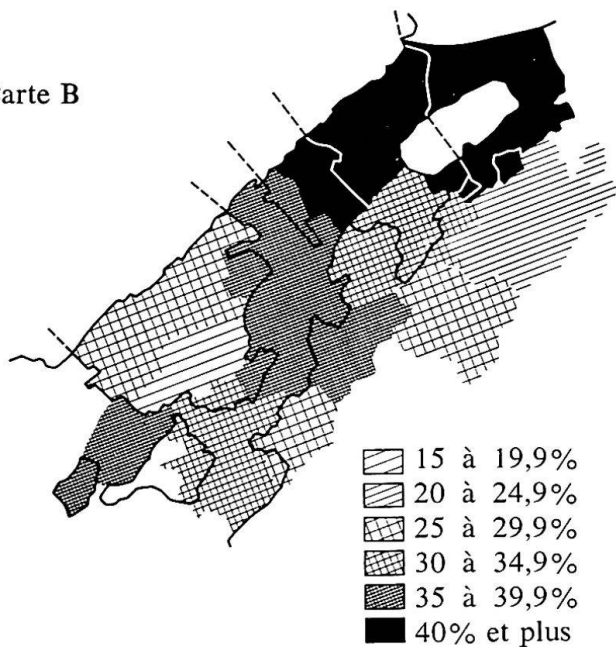 arte B
15 à 19,9%
20 à 24,9%
25 à 29,9%
30 à 34,9%
35 à 39,9%
40% et plus